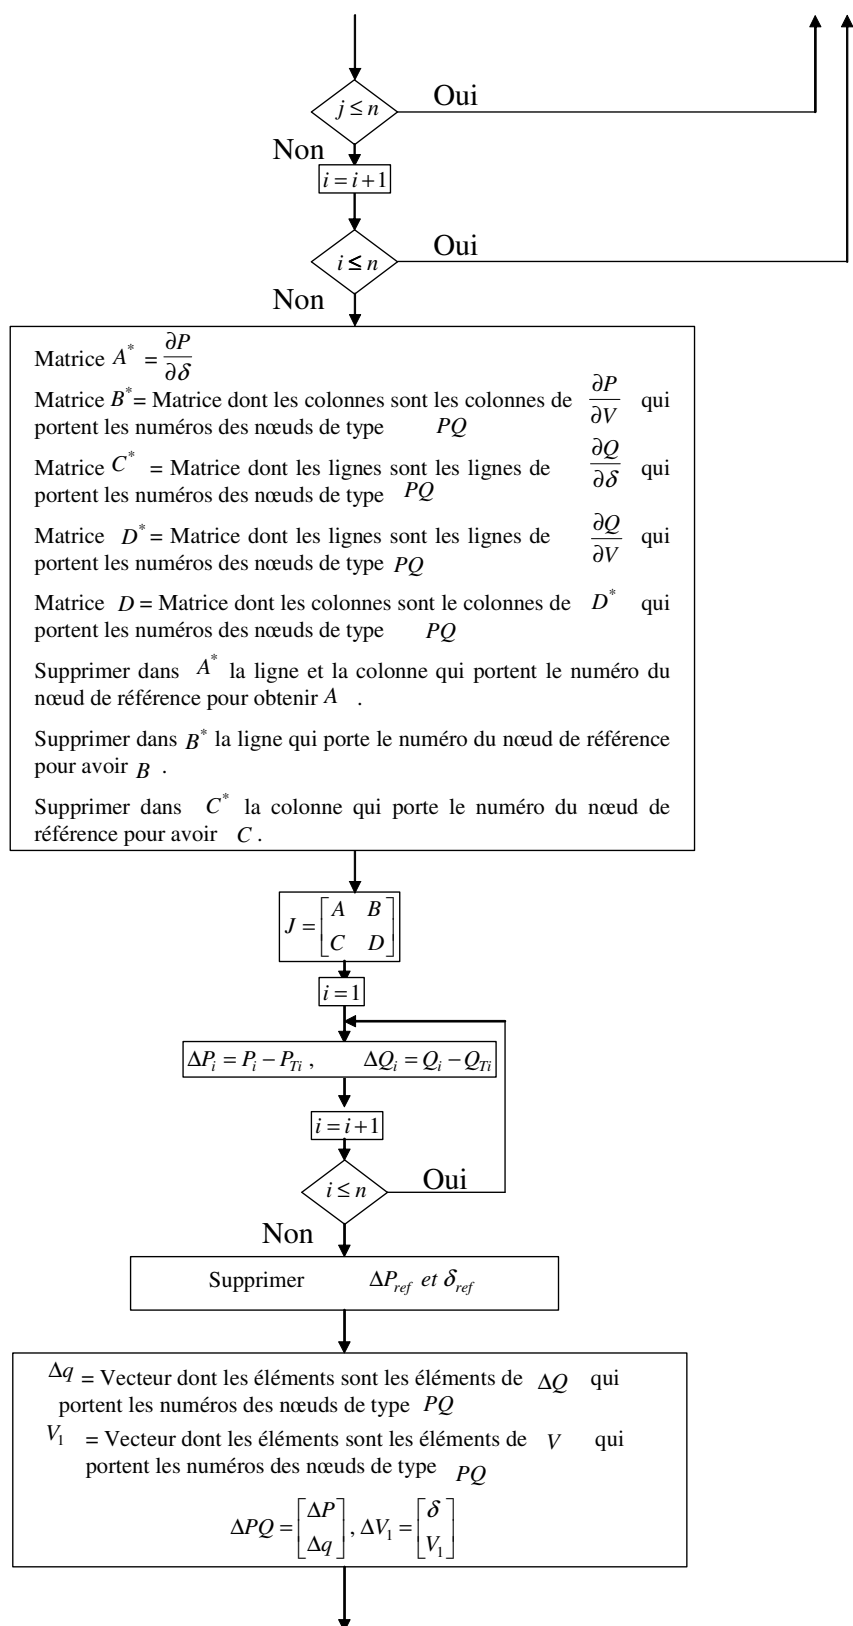 j ≤ n
Oui
Non
i = i+1
i ≤ n
Oui
Non
Matrice A* = ∂P/∂δ
Matrice B* = Matrice dont les colonnes sont les colonnes de ∂P/∂V qui
portent les numéros des nœuds de type PQ
Matrice C* = Matrice dont les lignes sont les lignes de ∂Q/∂δ qui
portent les numéros des nœuds de type PQ
Matrice D* = Matrice dont les lignes sont les lignes de ∂Q/∂V qui
portent les numéros des nœuds de type PQ
Matrice D = Matrice dont les colonnes sont le colonnes de D* qui
portent les numéros des nœuds de type PQ
Supprimer dans A* la ligne et la colonne qui portent le numéro du
nœud de référence pour obtenir A .
Supprimer dans B* la ligne qui porte le numéro du nœud de référence
pour avoir B .
Supprimer dans C* la colonne qui porte le numéro du nœud de
référence pour avoir C .
J = [A B
C D]
i = 1
ΔP_i = P_i − P_Ti , ΔQ_i = Q_i − Q_Ti
i = i+1
i ≤ n
Oui
Non
Supprimer ΔP_ref et δ_ref
Δq = Vecteur dont les éléments sont les éléments de ΔQ qui
portent les numéros des nœuds de type PQ
V_1 = Vecteur dont les éléments sont les éléments de V qui
portent les numéros des nœuds de type PQ
ΔPQ = [ΔP; Δq] , ΔV_1 = [δ; V_1]